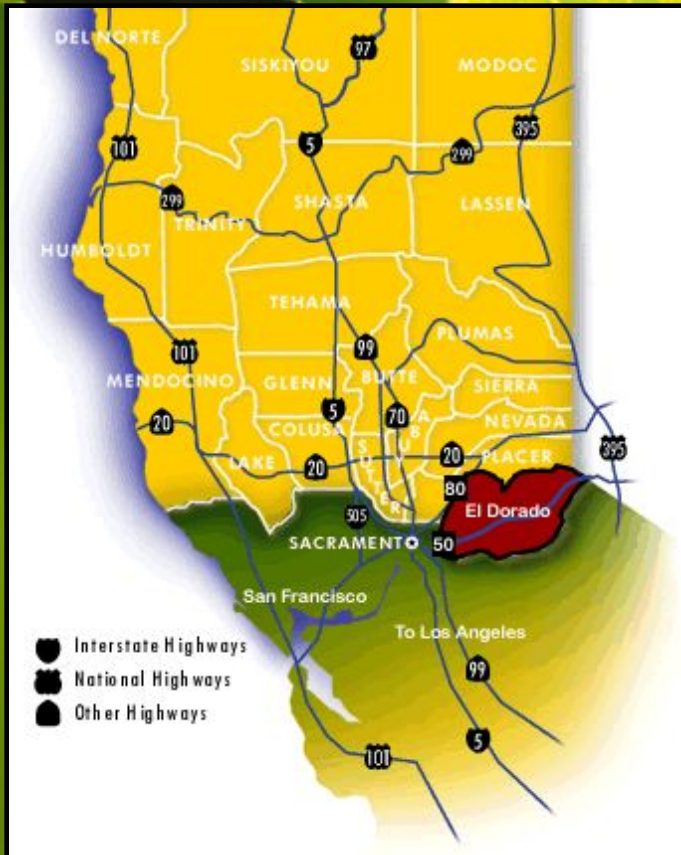 DEL NORTE
SISKIYOU
97
MODOC
101
5
299
395
299
SHASTA
LASSEN
TRINITY
HUMBOLDT
TEHAMA
PLUMAS
101
99
BUTTE
MENDOCINO
GLENN
SIERRA
20
5
70
YUBA
NEVADA
COLUSA
SUTTER
395
LAKE
20
20
PLACER
80
505
El Dorado
SACRAMENTO
50
San Francisco
To Los Angeles
Interstate Highways
99
National Highways
Other Highways
5
101